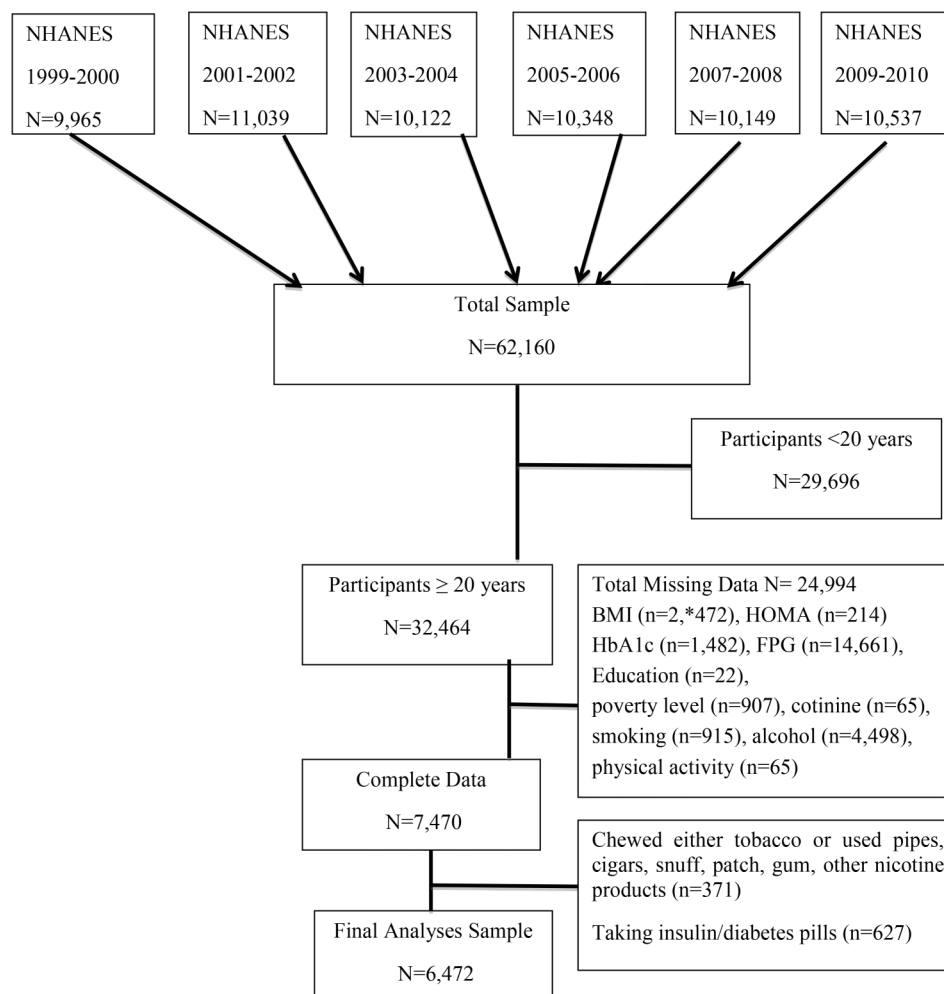 NHANES
1999-2000
N=9,965
NHANES
2001-2002
N=11,039
NHANES
2003-2004
N=10,122
NHANES
2005-2006
N=10,348
NHANES
2007-2008
N=10,149
NHANES
2009-2010
N=10,537
Total Sample
N=62,160
Participants <20 years
N=29,696
Participants ≥ 20 years
N=32,464
Total Missing Data N= 24,994
BMI (n=2,*472), HOMA (n=214)
HbA1c (n=1,482), FPG (n=14,661),
Education (n=22),
poverty level (n=907), cotinine (n=65),
smoking (n=915), alcohol (n=4,498),
physical activity (n=65)
Complete Data
N=7,470
Chewed either tobacco or used pipes,
cigars, snuff, patch, gum, other nicotine
products (n=371)
Taking insulin/diabetes pills (n=627)
Final Analyses Sample
N=6,472